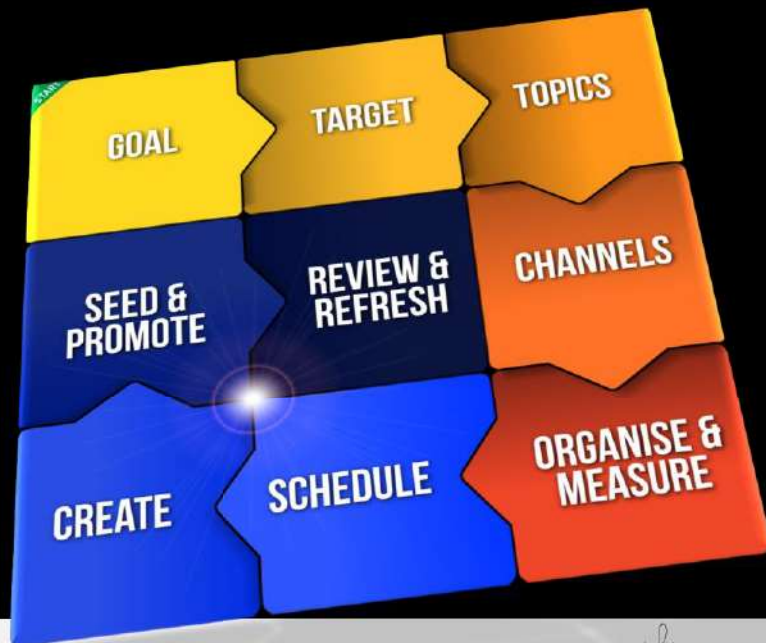 START
GOAL
TARGET
TOPICS
SEED &
PROMOTE
REVIEW &
REFRESH
CHANNELS
CREATE
SCHEDULE
ORGANISE &
MEASURE